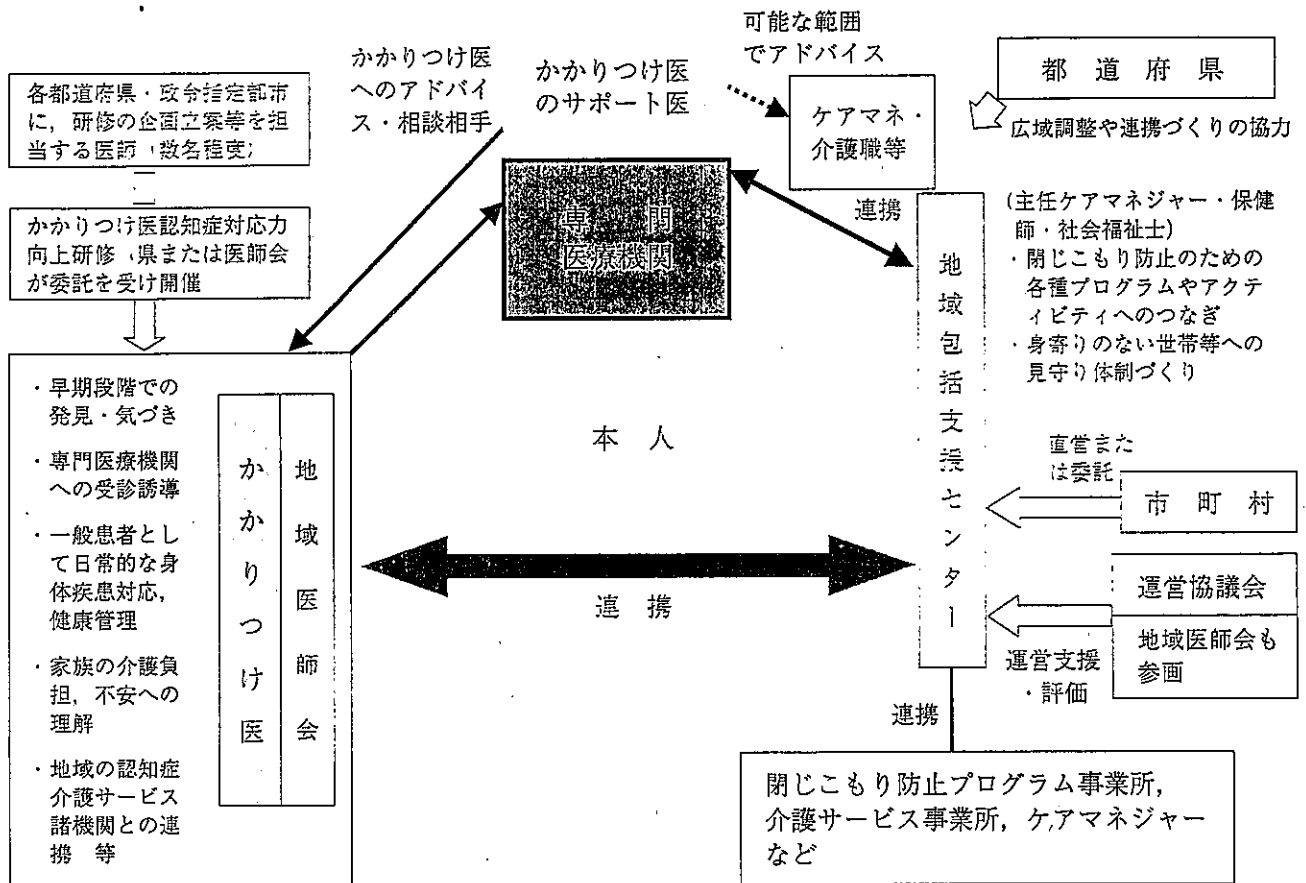 各都道府県・政令指定都市
に，研修の企画立案等を担
当する医師（数名程度）
かかりつけ医認知症対応力
向上研修（県または医師会
が委託を受け開催
・早期段階での
発見・気づき
・専門医療機関
への受診誘導
・一般患者とし
て日常的な身
体疾患対応，
健康管理
・家族の介護負
担，不安への
理解
・地域の認知症
介護サービス
諸機関との連
携　等
かかりつけ医
地域医師会
かかりつけ医
へのアドバイ
ス・相談相手
かかりつけ医
のサポート医
可能な範囲
でアドバイス
ケアマネ・
介護職等
専門
医療機関
連携
本人
連携
都道府県
広域調整や連携づくりの協力
地域包括支援センター
(主任ケアマネジャー・保健
師・社会福祉士)
・閉じこもり防止のための
各種プログラムやアクテ
ィビティへのつなぎ
・身寄りのない世帯等への
見守り体制づくり
直営また
は委託
市町村
運営協議会
地域医師会も
参画
運営支援
・評価
連携
閉じこもり防止プログラム事業所，
介護サービス事業所，ケアマネジャー
など